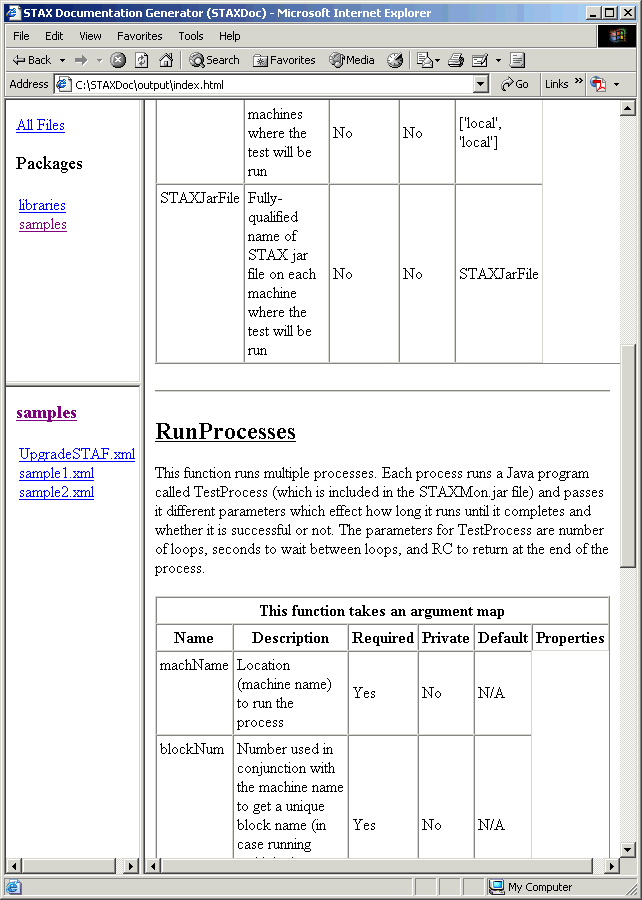 STAX Documentation Generator (STAXDoc) - Microsoft Internet Explorer
File Edit View Favorites Tools Help
Back Search Favorites Media
Address C:\STAXDoc\output\index.html Go Links »
All Files
Packages
libraries
samples
samples
UpgradeSTAF.xml
sample1.xml
sample2.xml
machines
where the
test will be
run
No
No
['local',
'local']
STAXJarFile
Fully-
qualified
name of
STAX jar
file on each
machine
where the
test will be
run
No
No
STAXJarFile
RunProcesses
This function runs multiple processes. Each process runs a Java program
called TestProcess (which is included in the STAXMon.jar file) and passes
it different parameters which effect how long it runs until it completes and
whether it is successful or not. The parameters for TestProcess are number
of loops, seconds to wait between loops, and RC to return at the end of the
process.
This function takes an argument map
Name Description Required Private Default Properties
machName
Location
(machine name)
to run the
process
Yes
No
N/A
blockNum
Number used in
conjunction with
the machine name
to get a unique
block name (in
case running
Yes
No
N/A
My Computer